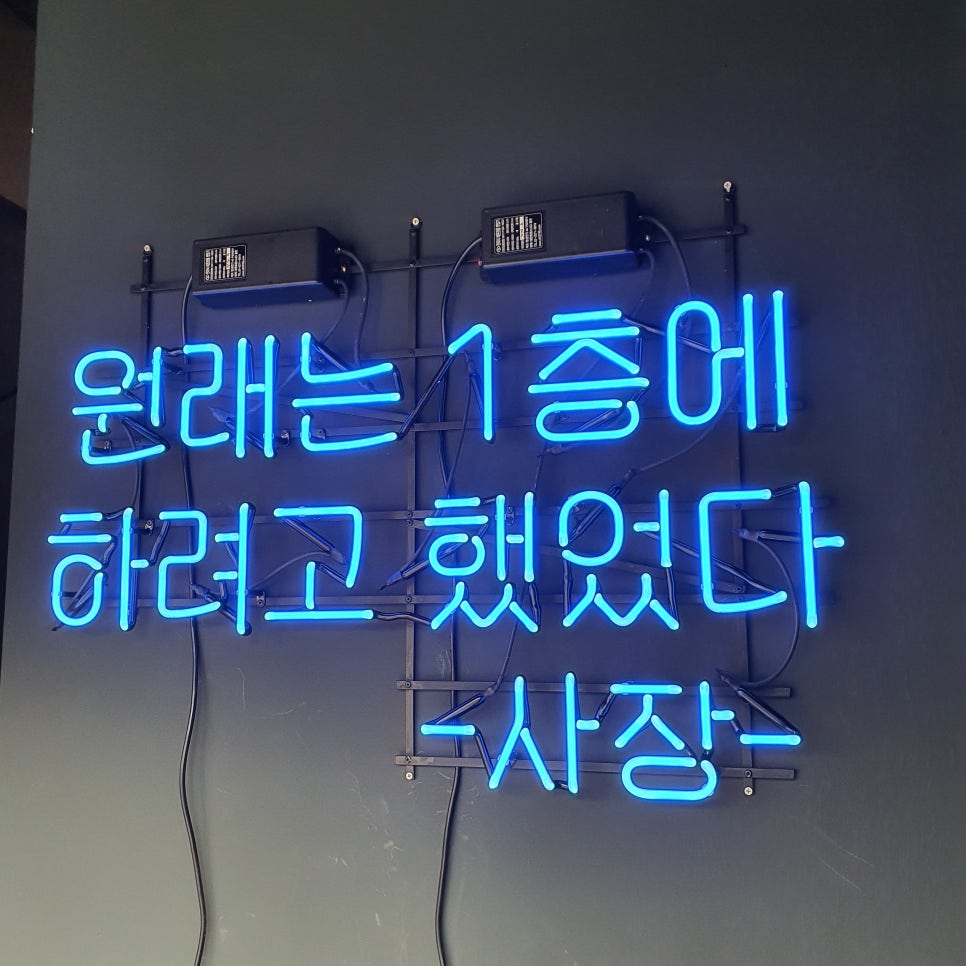 원래는 1층에
하려고 했었다
-사장-